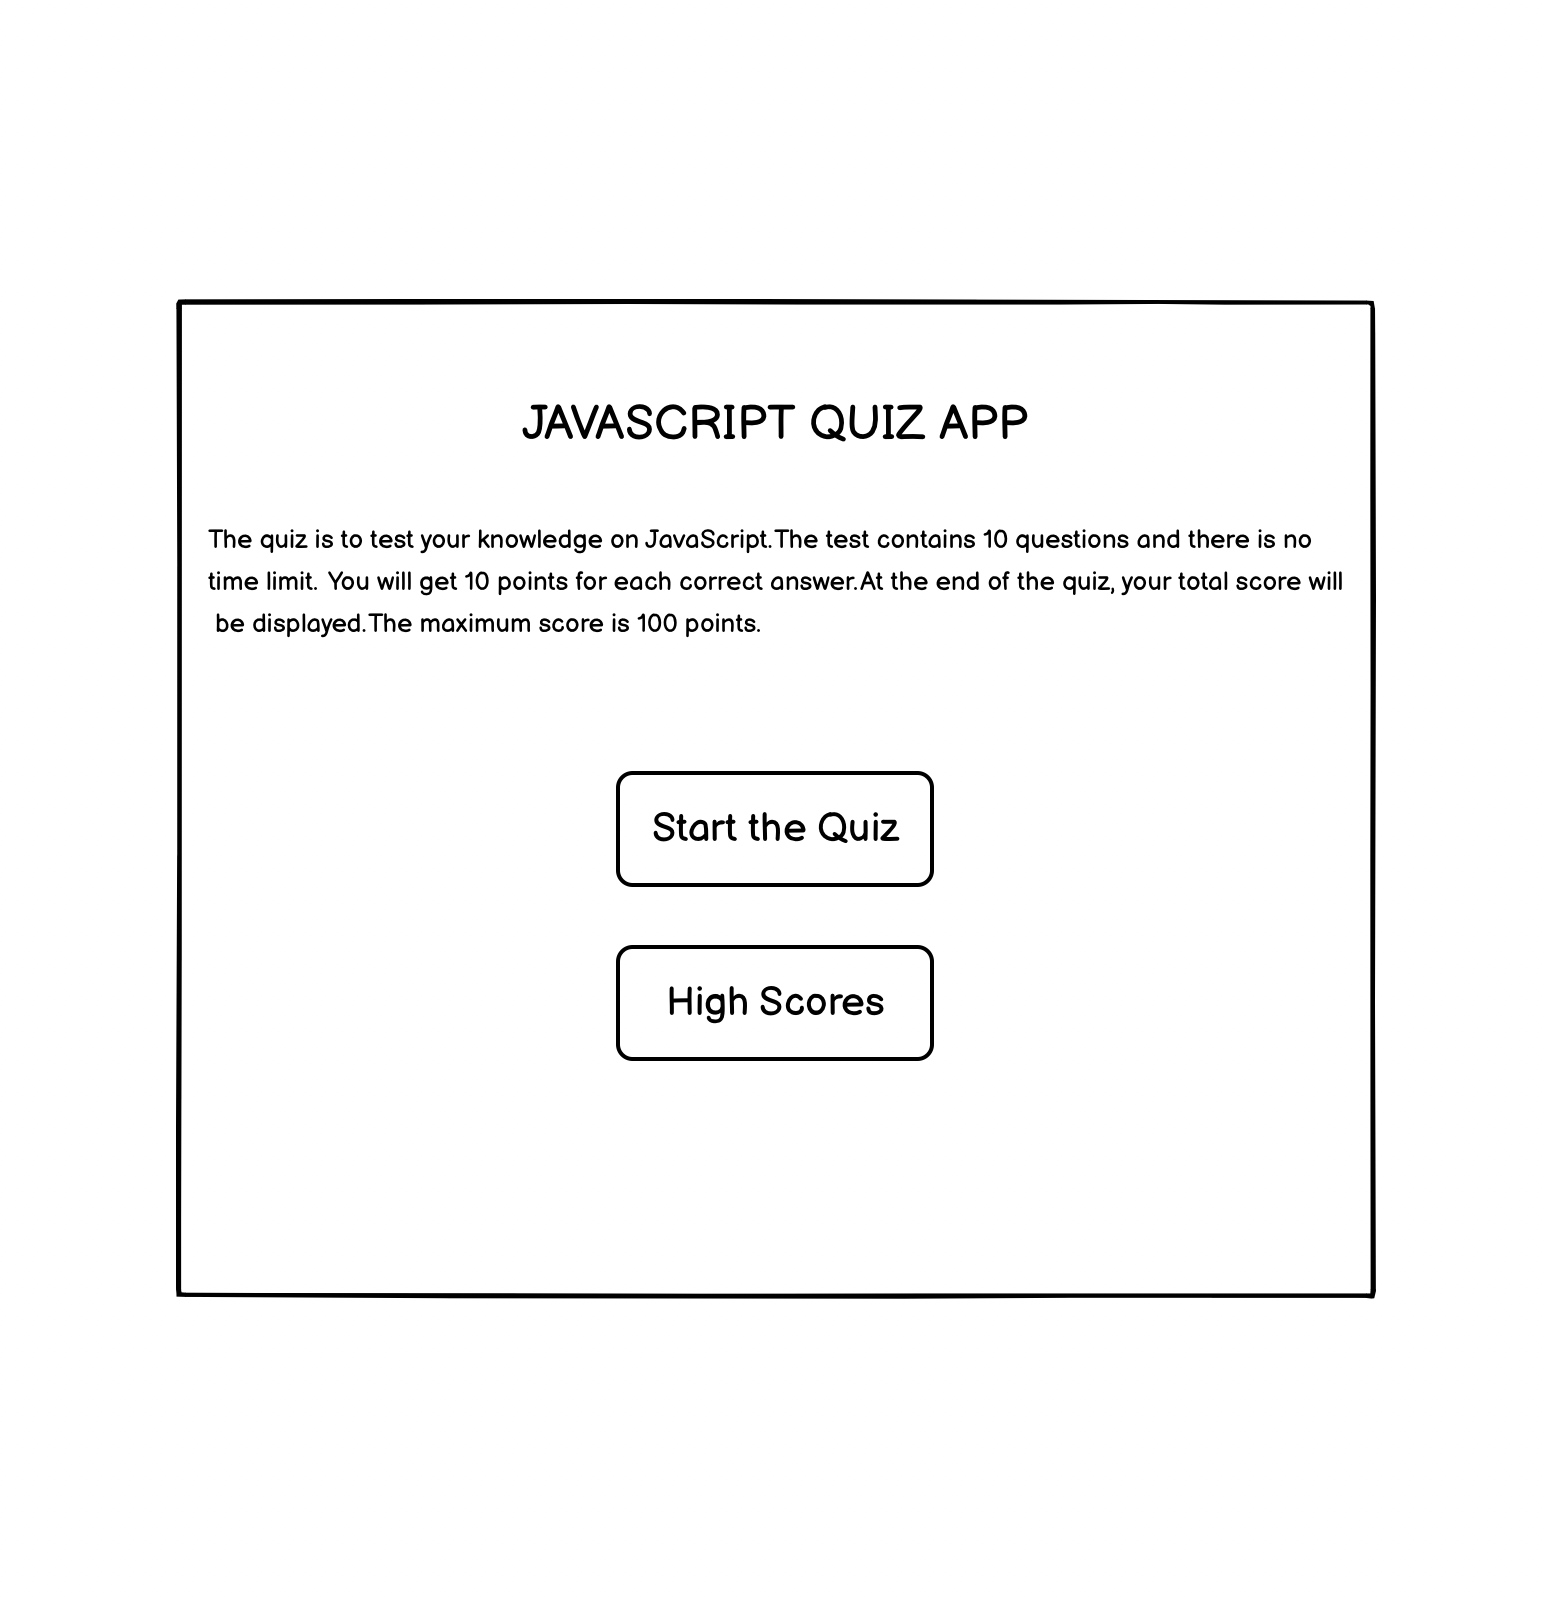 JAVASCRIPT QUIZ APP
The quiz is to test your knowledge on JavaScript.The test contains 10 questions and there is no
time limit. You will get 10 points for each correct answer.At the end of the quiz, your total score will
be displayed.The maximum score is 100 points.
Start the Quiz
High Scores